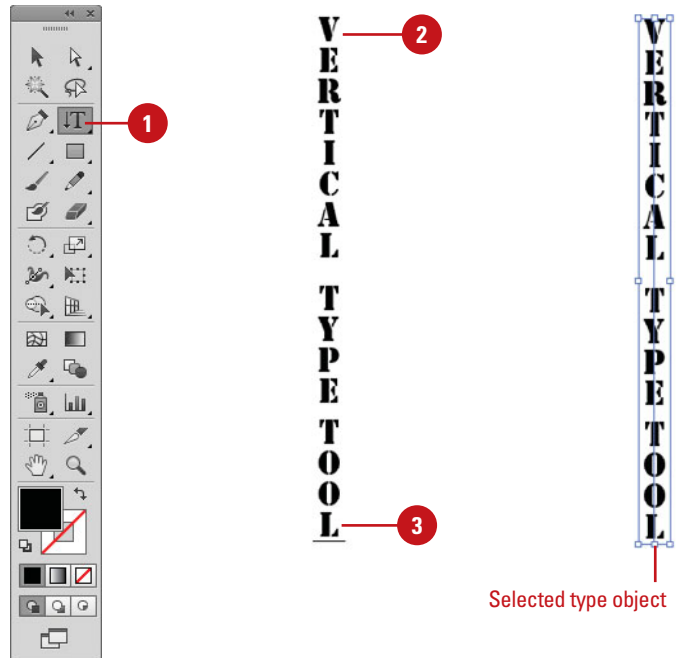 1
2
3
VERTICAL TYPE TOOL
VERTICAL TYPE TOOL
Selected type object